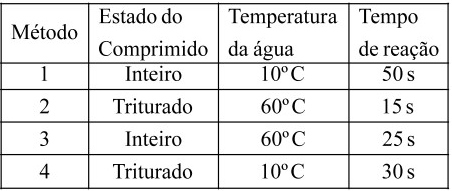 Método Estado do Comprimido Temperatura da água Tempo de reação
1 Inteiro 10º C 50 s
2 Triturado 60º C 15 s
3 Inteiro 60º C 25 s
4 Triturado 10º C 30 s